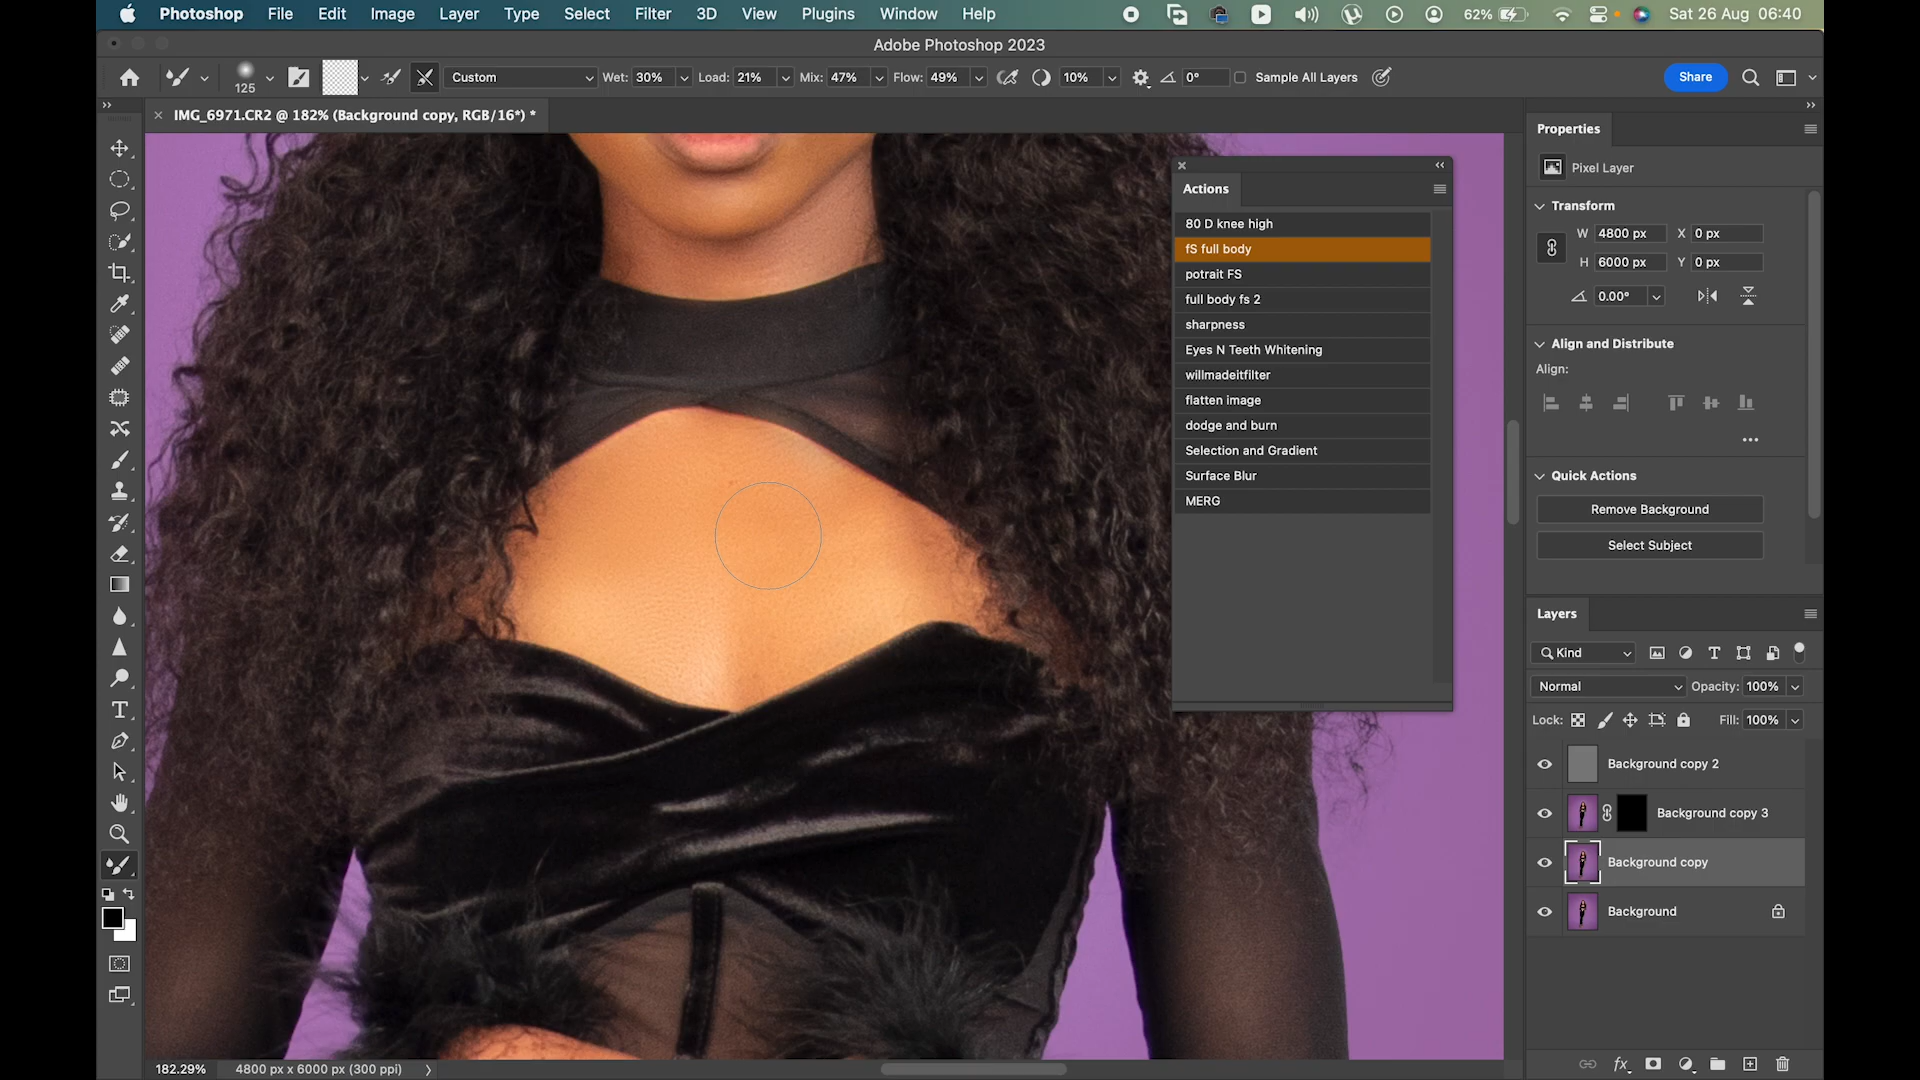 Photoshop File Edit Image Layer Type Select Filter 3D View Plugins Window Help 62% Sat 26 Aug 06:40
Adobe Photoshop 2023
125 Custom Wet: 30% Load: 21% Mix: 47% Flow: 49% 10% 0° Sample All Layers Share
IMG_6971.CR2 @ 182% (Background copy, RGB/16*) *
Actions
80 D knee high
fS full body
potrait FS
full body fs 2
sharpness
Eyes N Teeth Whitening
willmadeitfilter
flatten image
dodge and burn
Selection and Gradient
Surface Blur
MERG
Properties
Pixel Layer
Transform
W 4800 px X 0 px
H 6000 px Y 0 px
0.00°
Align and Distribute
Align:
Quick Actions
Remove Background
Select Subject
Layers
Kind
Normal Opacity: 100%
Lock: Fill: 100%
Background copy 2
Background copy 3
Background copy
Background
fx
182.29% 4800 px x 6000 px (300 ppi)